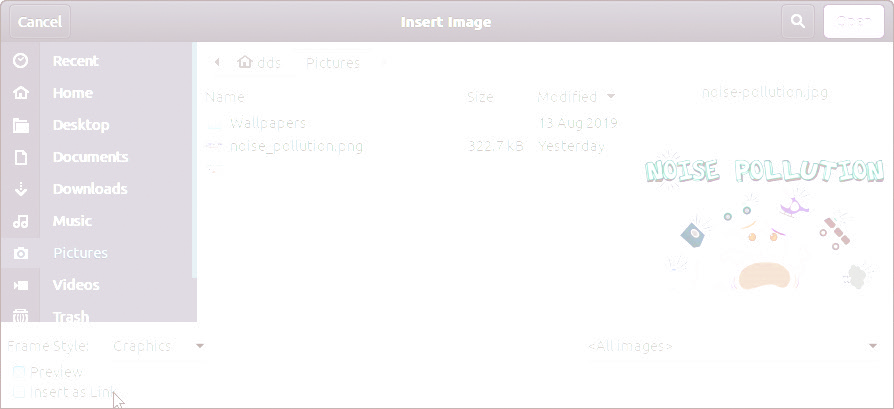 Cancel
Insert Image
Open
Recent
Home
Desktop
Documents
Downloads
Music
Pictures
Videos
Trash
dds Pictures
Name Size Modified
Wallpapers 13 Aug 2019
noise_pollution.png 322.7 kB Yesterday
noise-pollution.jpg
NOISE POLLUTION
Frame Style: Graphics
<All images>
Preview
Insert as Link